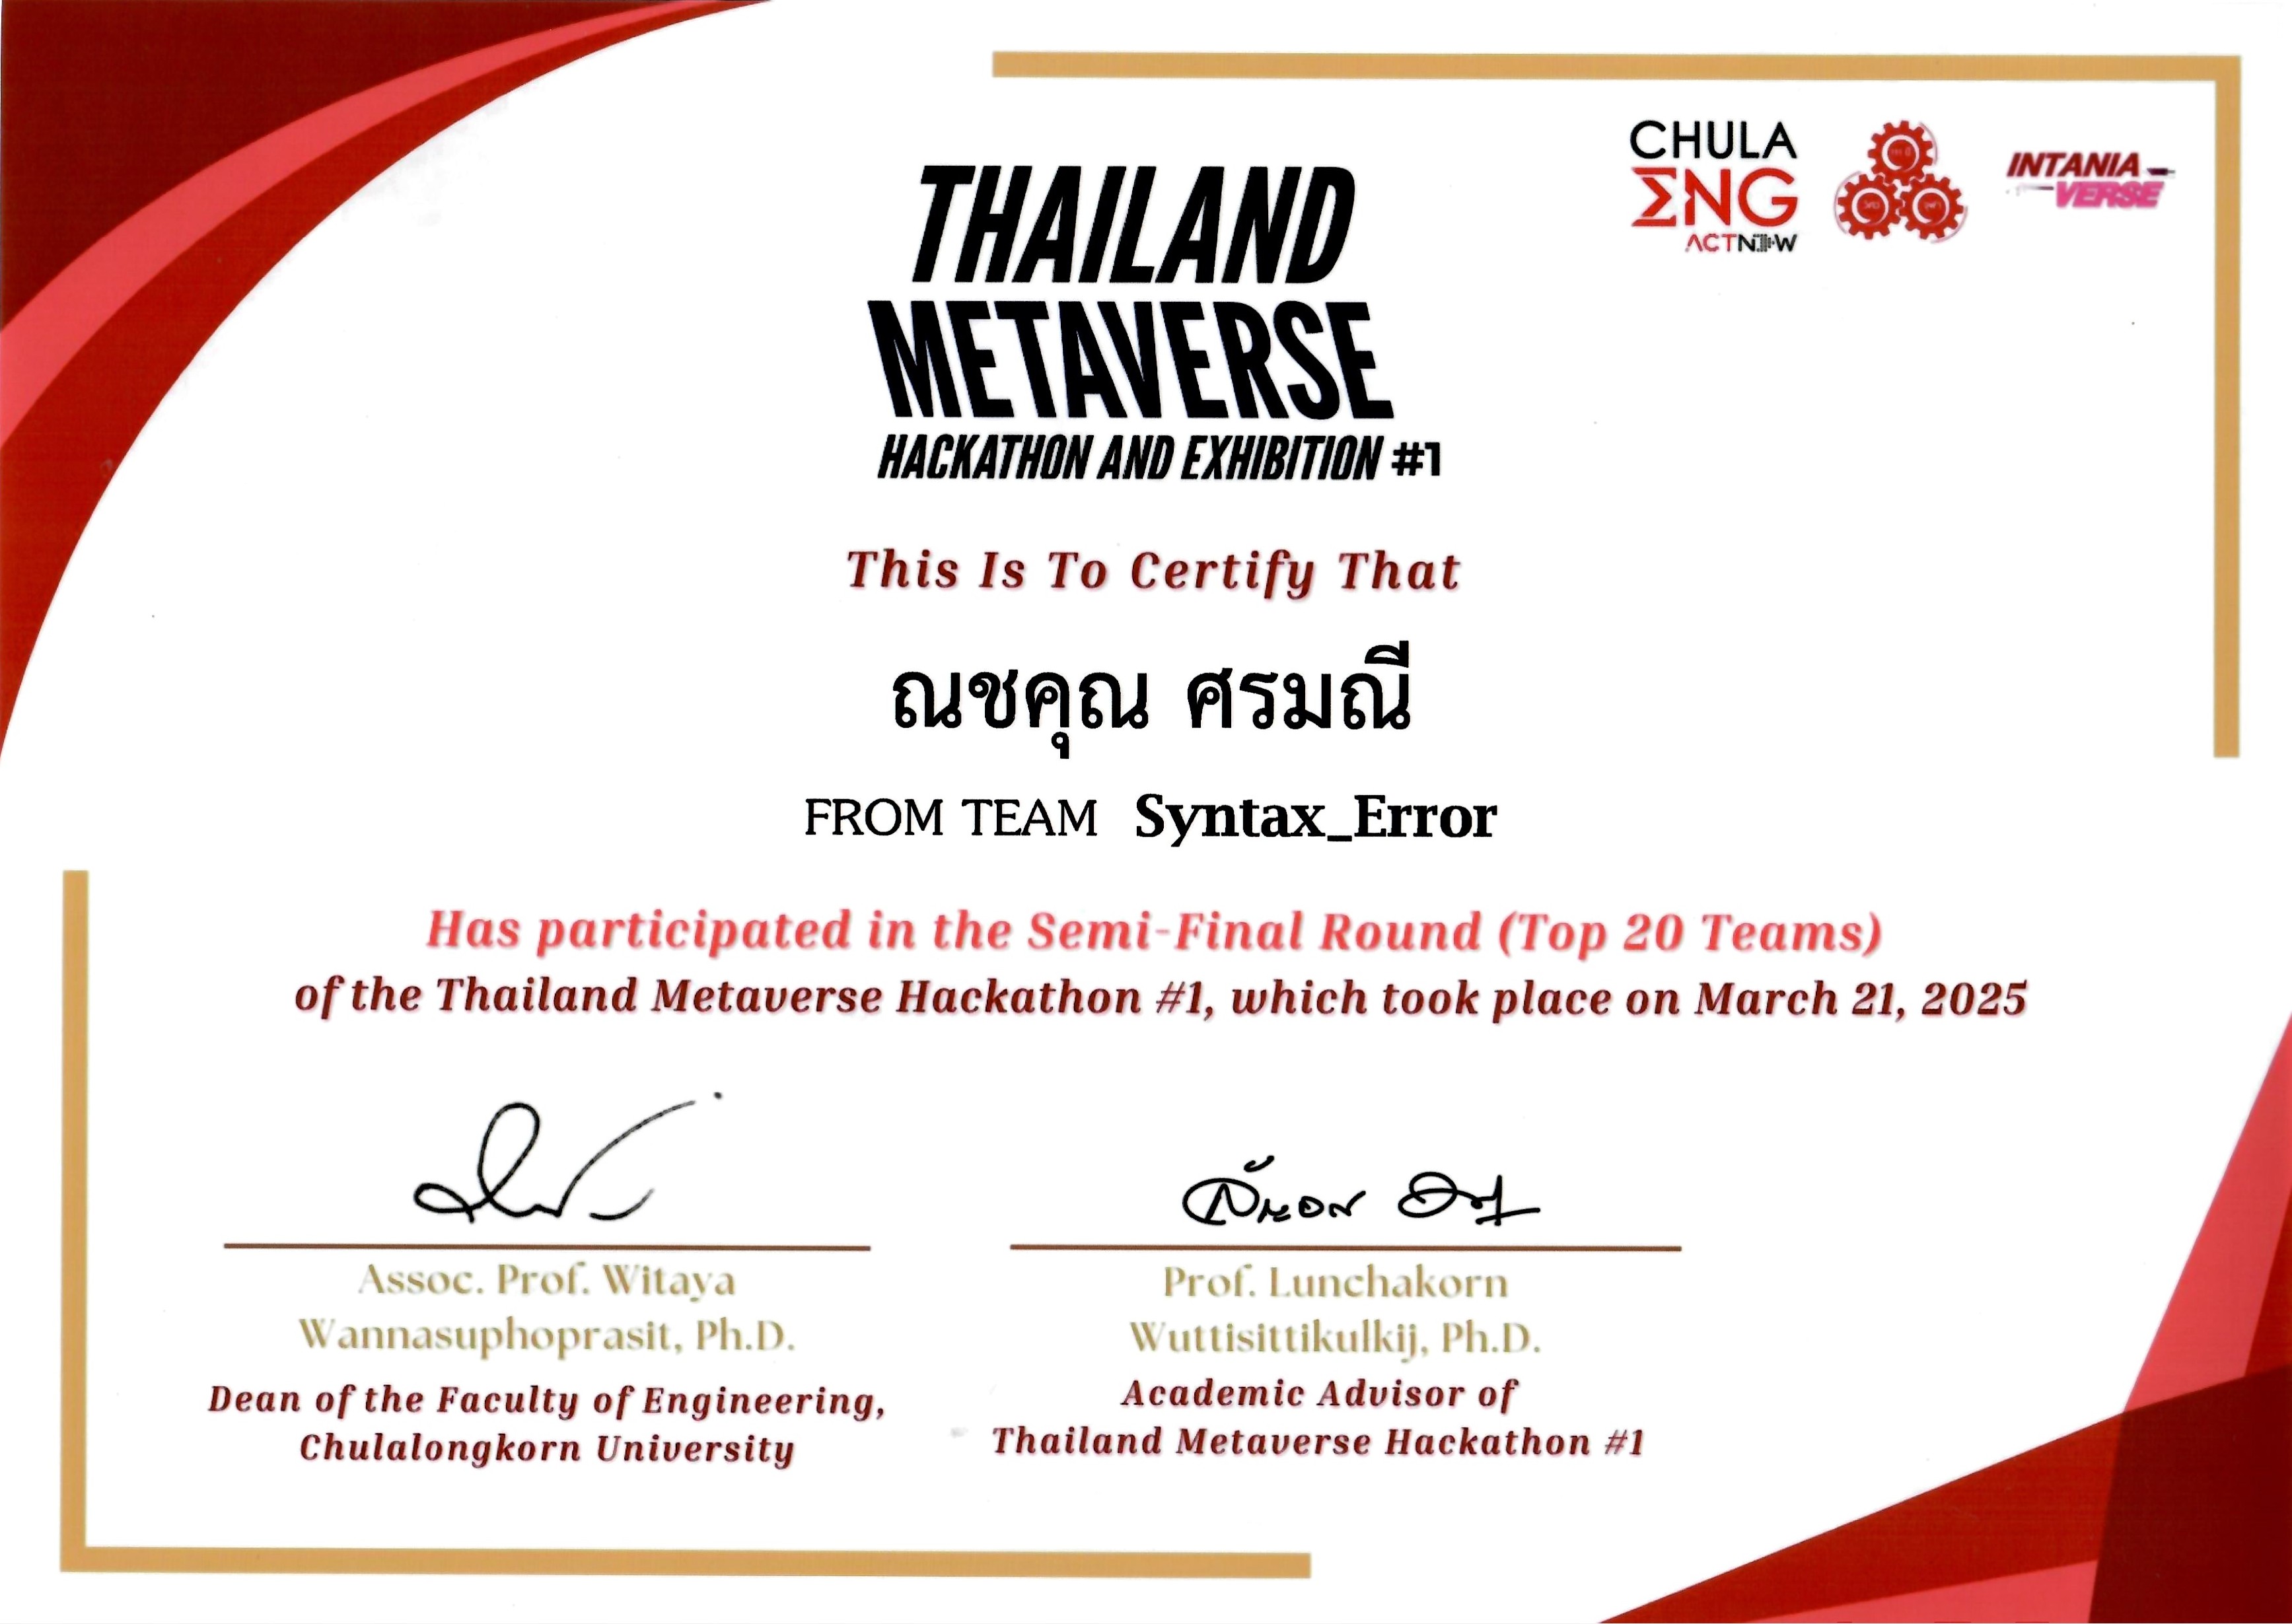 CHULA
ΣNG
ACTNOW
INTANIA
VERSE
THAILAND
METAVERSE
HACKATHON AND EXHIBITION #1
This Is To Certify That
ณชคุณ ศรมณี
FROM TEAM Syntax_Error
Has participated in the Semi-Final Round (Top 20 Teams)
of the Thailand Metaverse Hackathon #1, which took place on March 21, 2025
Assoc. Prof. Witaya
Wannasuphoprasit, Ph.D.
Dean of the Faculty of Engineering,
Chulalongkorn University
Prof. Lunchakorn
Wuttisittikulkij, Ph.D.
Academic Advisor of
Thailand Metaverse Hackathon #1